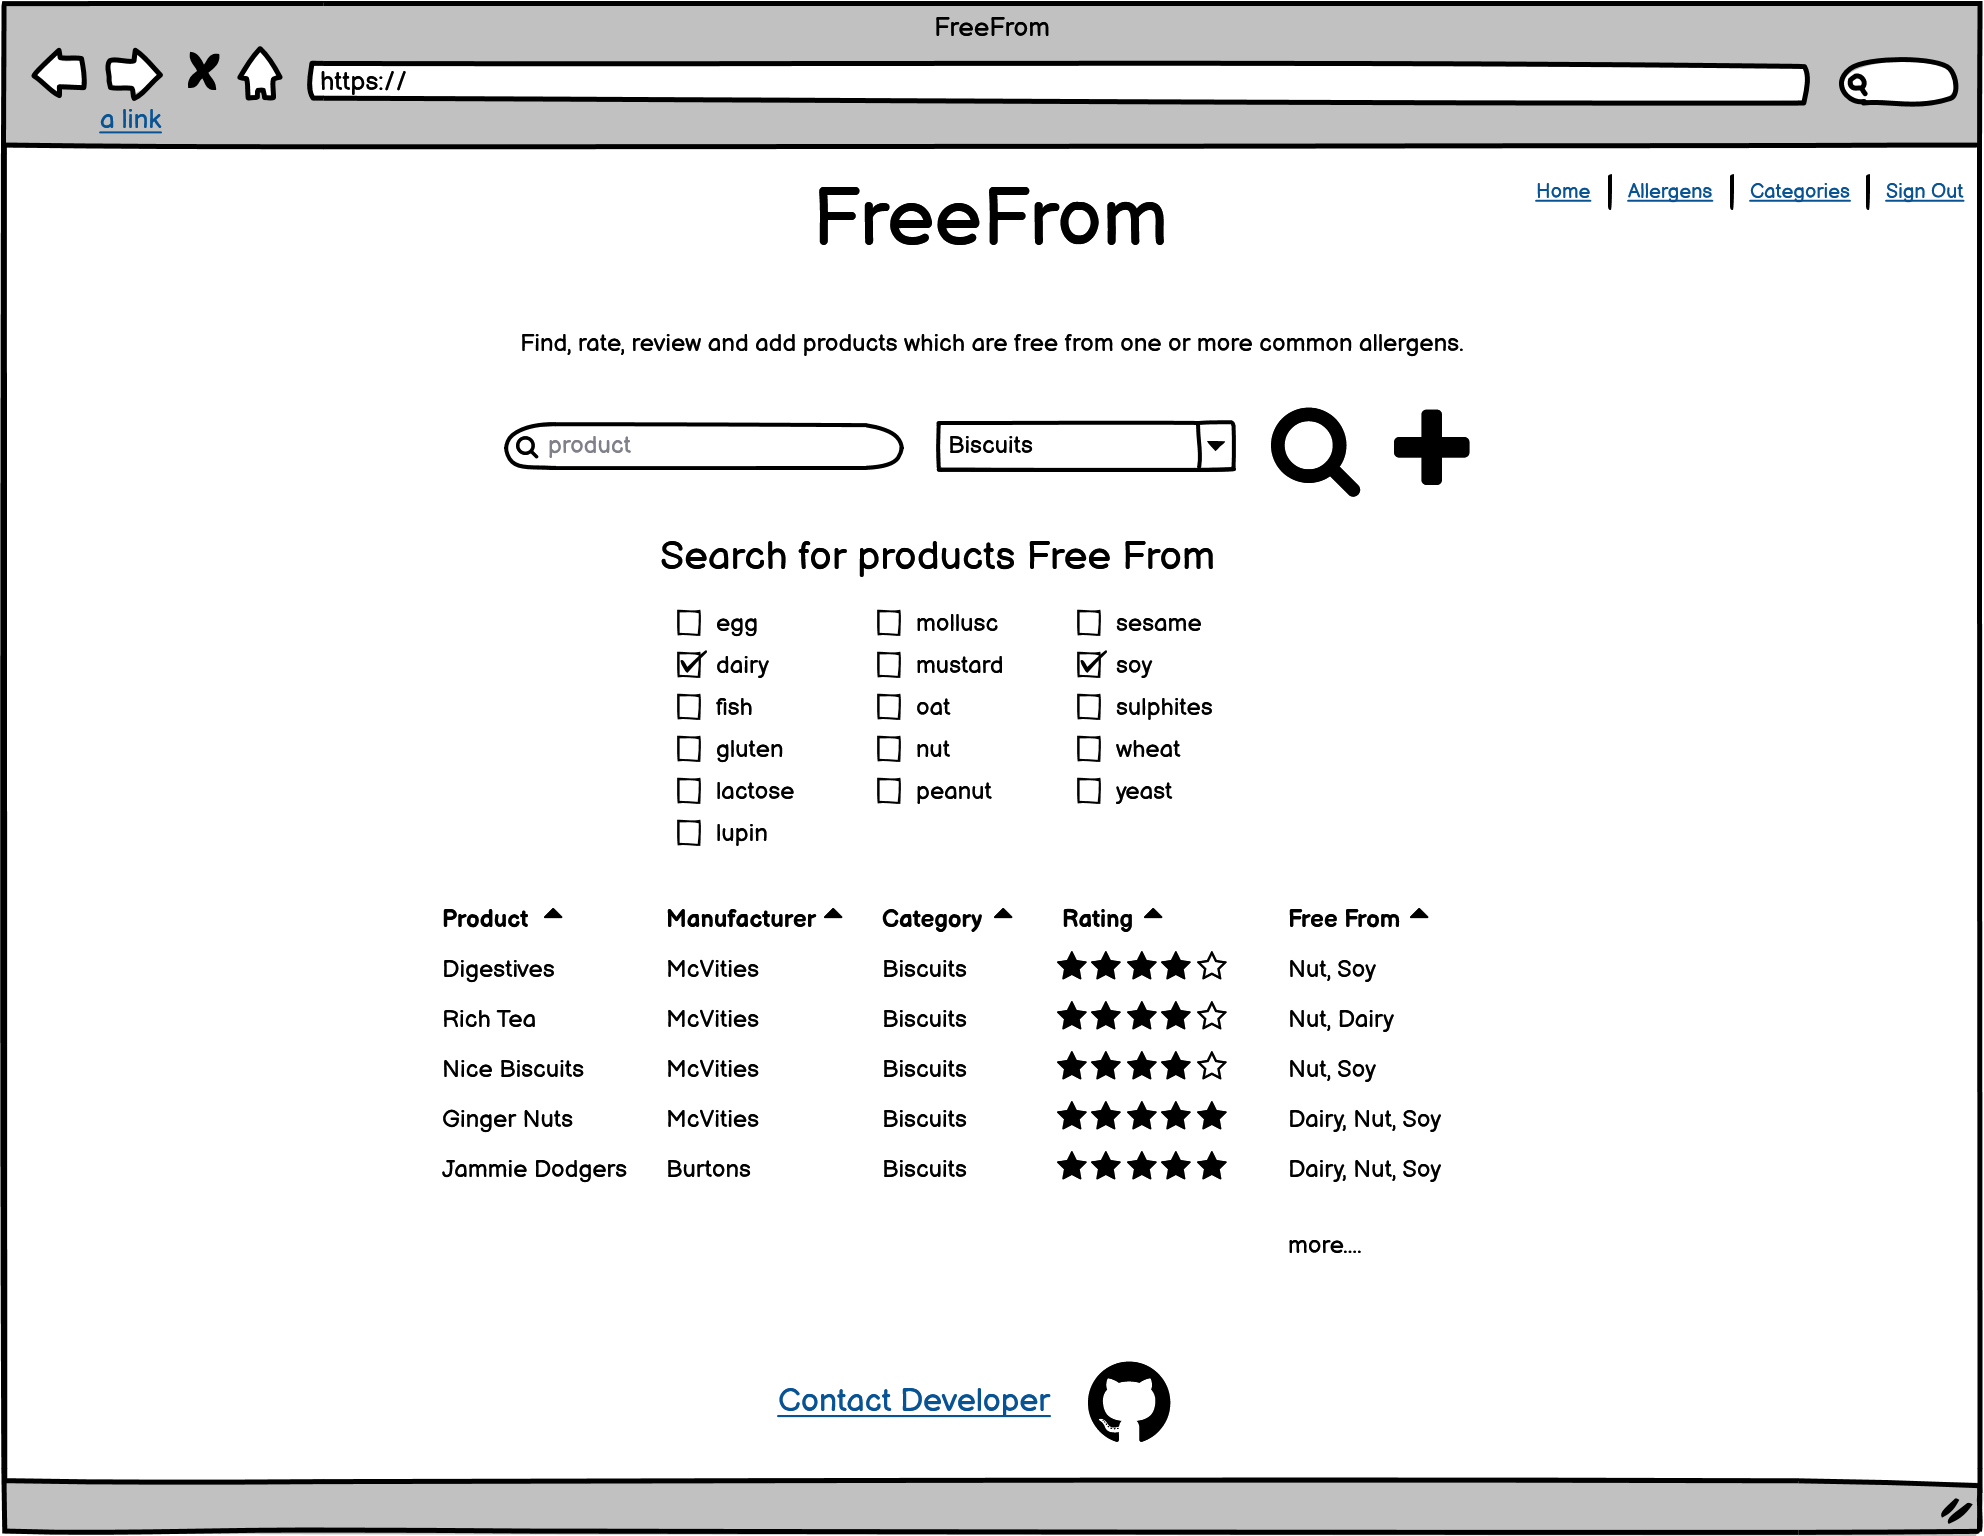 FreeFrom
https://
a link
Home Allergens Categories Sign Out
FreeFrom
Find, rate, review and add products which are free from one or more common allergens.
product Biscuits
Search for products Free From
egg mollusc sesame
dairy mustard soy
fish oat sulphites
gluten nut wheat
lactose peanut yeast
lupin
Product Manufacturer Category Rating Free From
Digestives McVities Biscuits Nut, Soy
Rich Tea McVities Biscuits Nut, Dairy
Nice Biscuits McVities Biscuits Nut, Soy
Ginger Nuts McVities Biscuits Dairy, Nut, Soy
Jammie Dodgers Burtons Biscuits Dairy, Nut, Soy
more....
Contact Developer